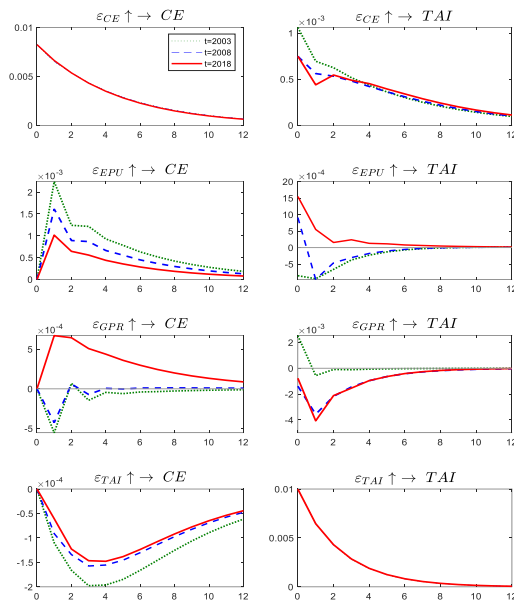 ε_CE ↑ → CE
0.01
0.005
0
0 2 4 6 8 10 12
t=2003
t=2008
t=2018
ε_CE ↑ → TAI
×10⁻³
1
0.5
0
0 2 4 6 8 10 12
ε_EPU ↑ → CE
×10⁻³
2
1.5
1
0.5
0
0 2 4 6 8 10 12
ε_EPU ↑ → TAI
×10⁻⁴
20
15
10
5
0
-5
0 2 4 6 8 10 12
ε_GPR ↑ → CE
×10⁻⁴
5
0
-5
0 2 4 6 8 10 12
ε_GPR ↑ → TAI
×10⁻³
2
0
-2
-4
0 2 4 6 8 10 12
ε_TAI ↑ → CE
×10⁻⁴
0
-.5
-1
-1.5
-2
0 2 4 6 8 10 12
ε_TAI ↑ → TAI
0.01
0.005
0
0 2 4 6 8 10 12